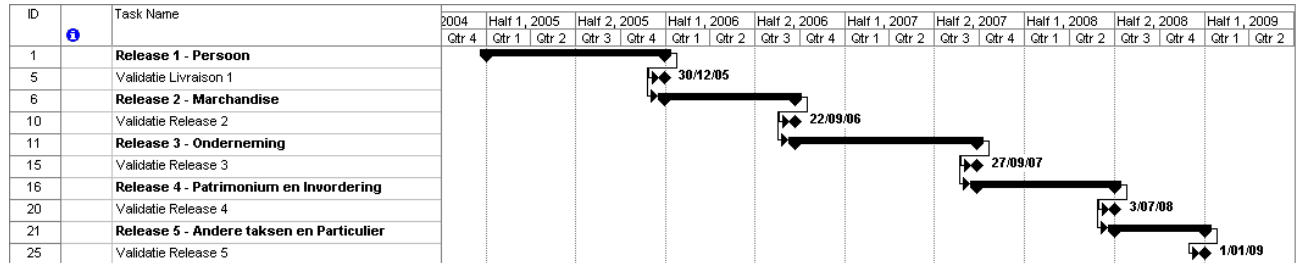 ID Task Name 2004 Half 1, 2005 Half 2, 2005 Half 1, 2006 Half 2, 2006 Half 1, 2007 Half 2, 2007 Half 1, 2008 Half 2, 2008 Half 1, 2009
Qtr 4 Qtr 1 Qtr 2 Qtr 3 Qtr 4 Qtr 1 Qtr 2 Qtr 3 Qtr 4 Qtr 1 Qtr 2 Qtr 3 Qtr 4 Qtr 1 Qtr 2 Qtr 3 Qtr 4 Qtr 1 Qtr 2
1 Release 1 - Persoon
5 Validatie Livraison 1 30/12/05
6 Release 2 - Marchandise
10 Validatie Release 2 22/09/06
11 Release 3 - Onderneming
15 Validatie Release 3 27/09/07
16 Release 4 - Patrimonium en Invordering
20 Validatie Release 4 3/07/08
21 Release 5 - Andere taksen en Particulier
25 Validatie Release 5 1/01/09